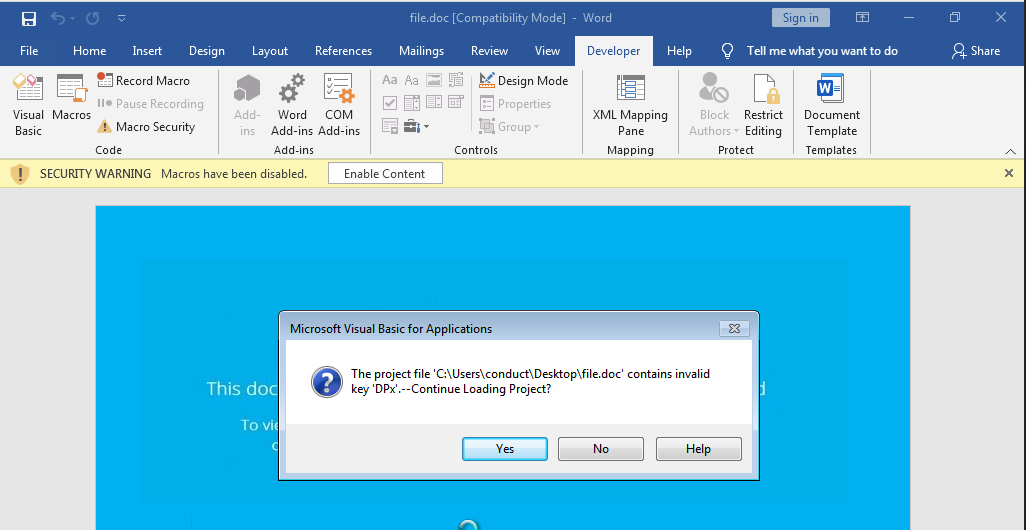 file.doc [Compatibility Mode] - Word
Sign in
File Home Insert Design Layout References Mailings Review View Developer Help Tell me what you want to do Share
Visual
Basic
Macros
Record Macro
Pause Recording
Macro Security
Code
Add-
ins
Word
Add-ins
COM
Add-ins
Add-ins
Aa Aa
Design Mode
Properties
Group
Controls
XML Mapping
Pane
Mapping
Block
Authors
Restrict
Editing
Protect
Document
Template
Templates
SECURITY WARNING Macros have been disabled. Enable Content
Microsoft Visual Basic for Applications
The project file 'C:\Users\conduct\Desktop\file.doc' contains invalid
key 'DPx'.--Continue Loading Project?
Yes No Help
This doc
To vie